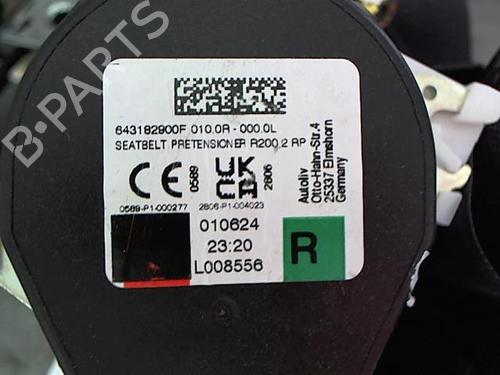 B-PARTS
643182900F 010.0R - 000.0L
SEATBELT PRETENSIONER R200.2 RP
CE 0589
UK CA 2806
0589-P1-000277
2806-P1-004023
Autoliv
Otto-Hahn-Str.4
25337 Elmshorn
Germany
010624
23:20
L008556
R